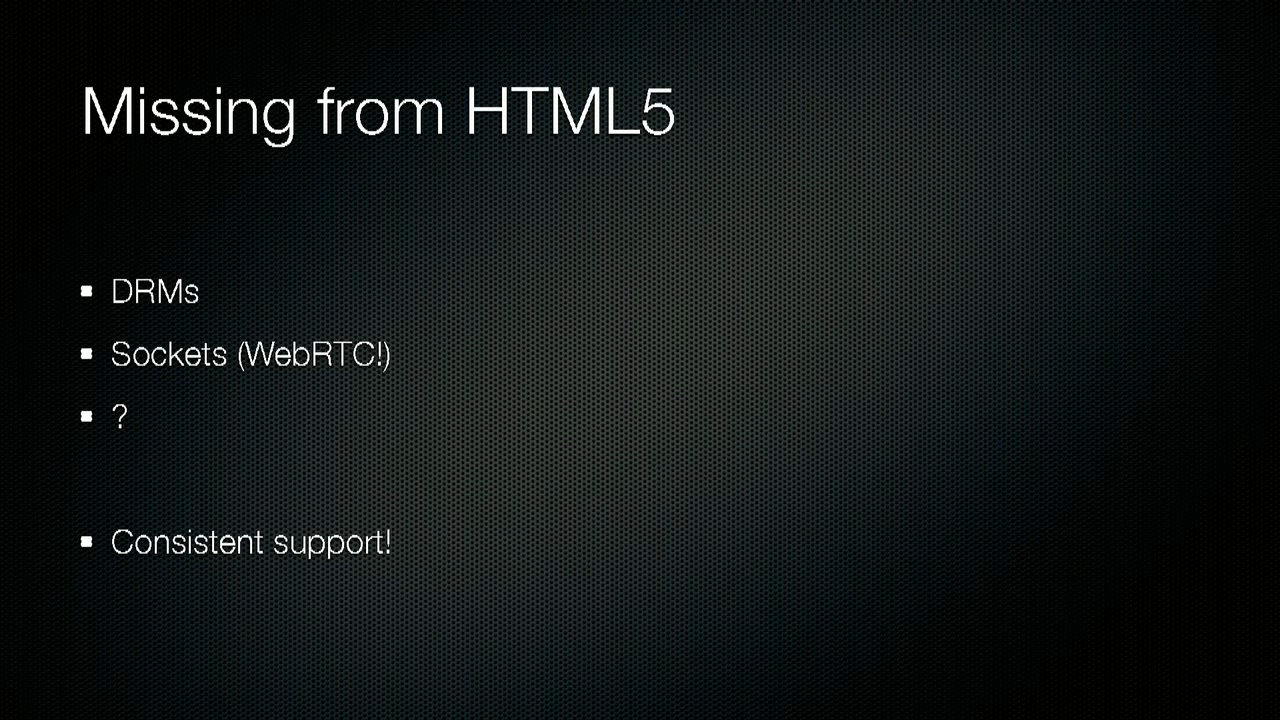 Missing from HTML5
DRMs
Sockets (WebRTC!)
?
Consistent support!